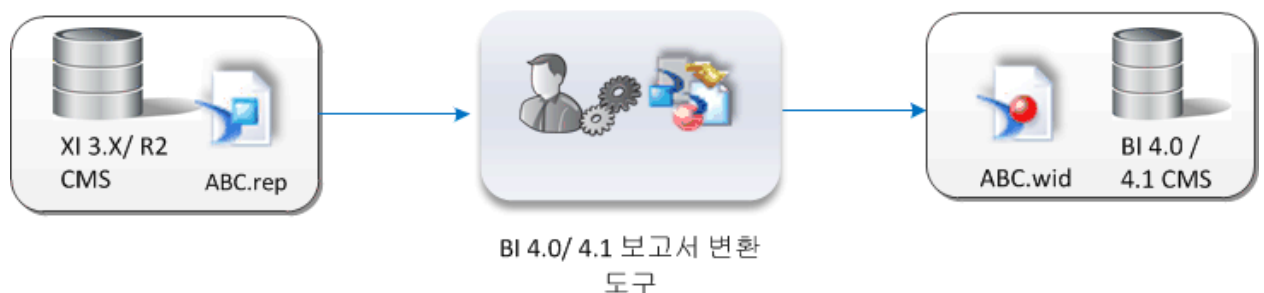 XI 3.X/ R2
CMS
ABC.rep
BI 4.0/ 4.1 보고서 변환
도구
ABC.wid
BI 4.0 /
4.1 CMS